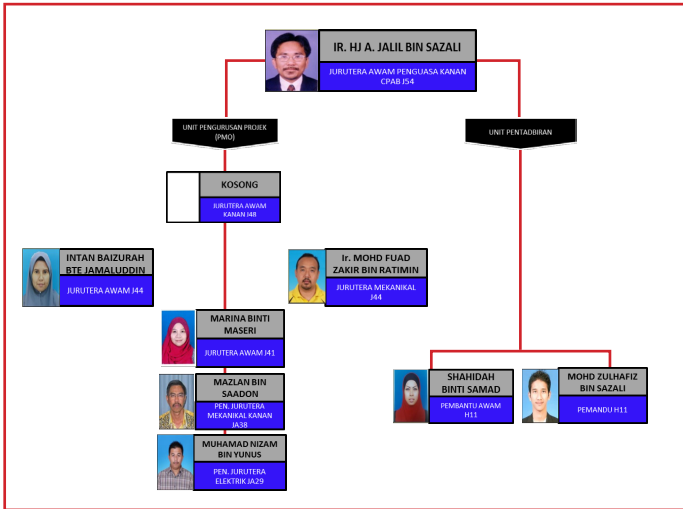 IR. HJ A. JALIL BIN SAZALI
JURUTERA AWAM PENGUASA KANAN
CPAB J54
UNIT PENGURUSAN PROJEK
(PMO)
UNIT PENTADBIRAN
KOSONG
JURUTERA AWAM
KANAN J48
INTAN BAIZURAH
BTE JAMALUDDIN
JURUTERA AWAM J44
Ir. MOHD FUAD
ZAKIR BIN RATIMIN
JURUTERA MEKANIKAL
J44
MARINA BINTI
MASERI
JURUTERA AWAM J41
MAZLAN BIN
SAADON
PEN. JURUTERA
MEKANIKAL KANAN
JA38
MUHAMAD NIZAM
BIN YUNUS
PEN. JURUTERA
ELEKTRIK JA29
SHAHIDAH
BINTI SAMAD
PEMBANTU AWAM
H11
MOHD ZULHAFIZ
BIN SAZALI
PEMANDU H11